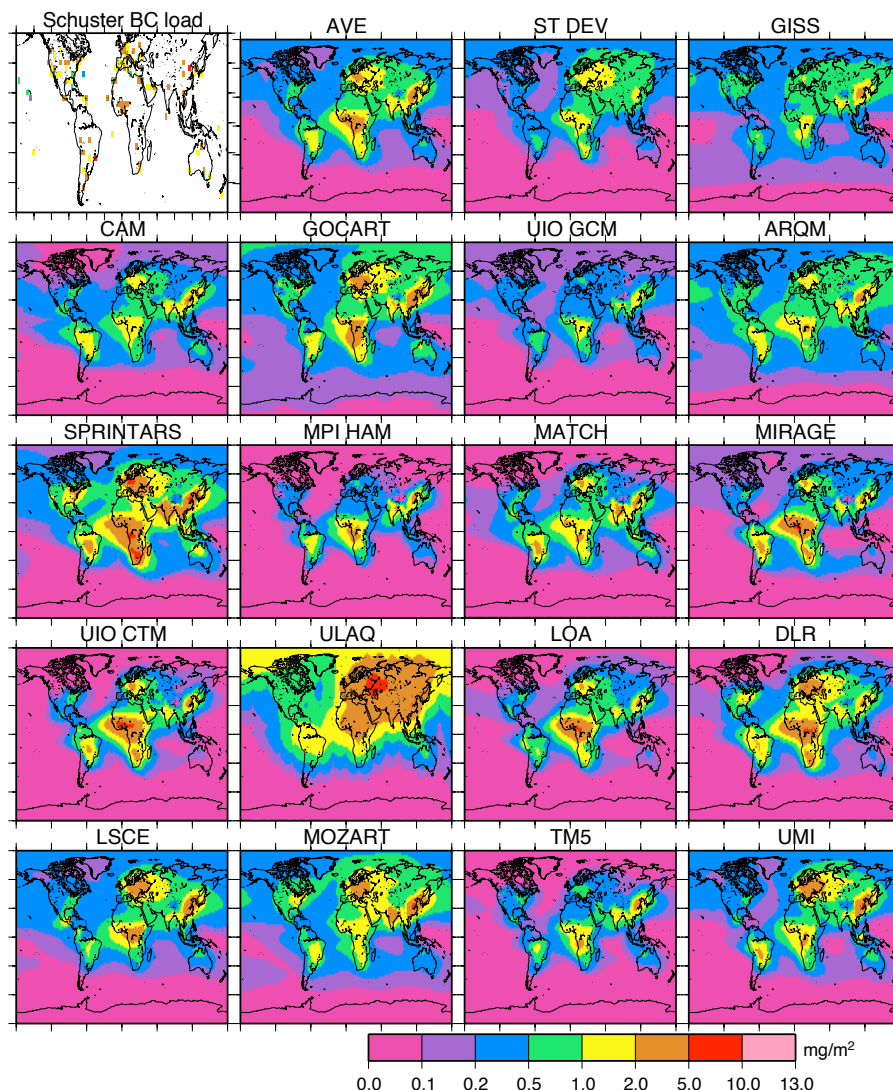 Schuster BC load AVE ST DEV GISS
CAM GOCART UIO GCM ARQM
SPRINTARS MPI HAM MATCH MIRAGE
UIO CTM ULAQ LOA DLR
LSCE MOZART TM5 UMI
mg/m²
0.0 0.1 0.2 0.5 1.0 2.0 5.0 10.0 13.0